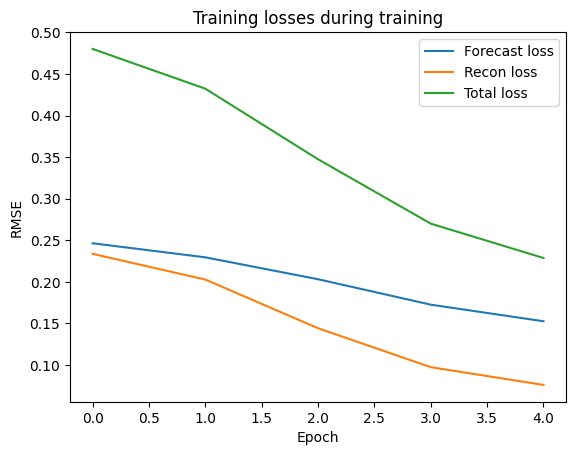 Training losses during training
Forecast loss
Recon loss
Total loss
RMSE
0.50
0.45
0.40
0.35
0.30
0.25
0.20
0.15
0.10
0.0 0.5 1.0 1.5 2.0 2.5 3.0 3.5 4.0
Epoch